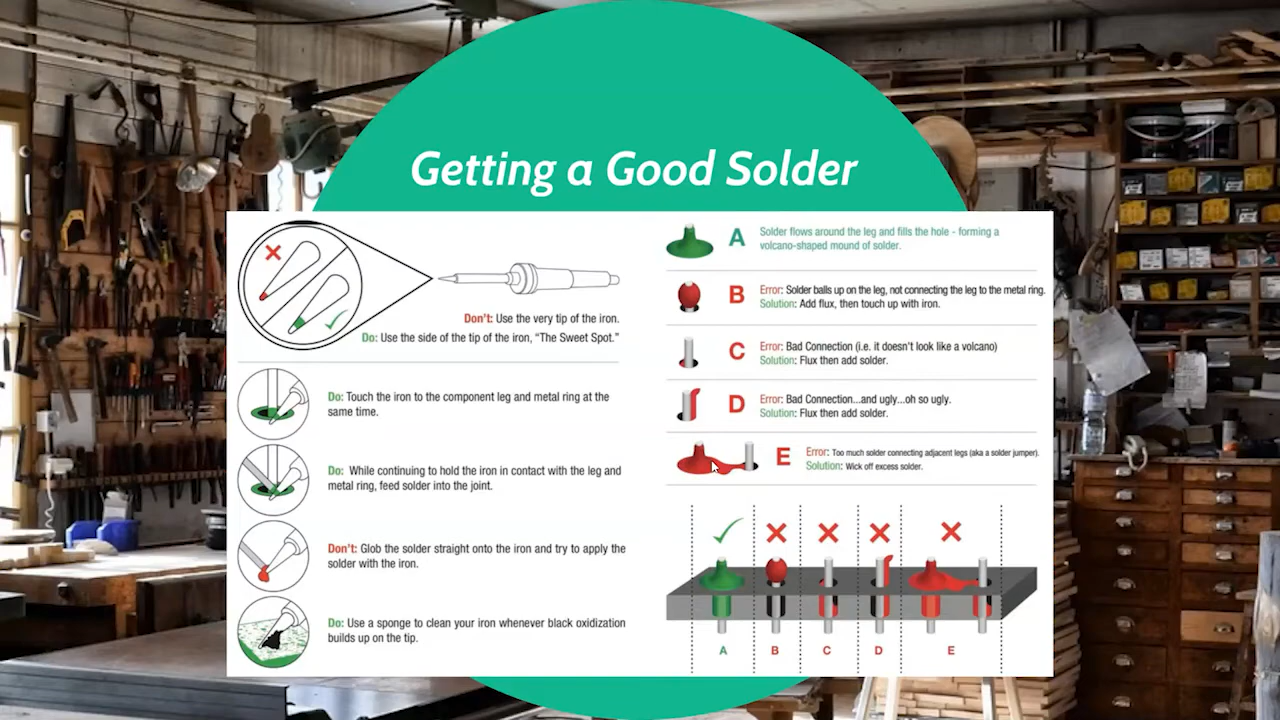 Getting a Good Solder
Don't: Use the very tip of the iron.
Do: Use the side of the tip of the iron, “The Sweet Spot.”
Do: Touch the iron to the component leg and metal ring at the
same time.
Do: While continuing to hold the iron in contact with the leg and
metal ring, feed solder into the joint.
Don't: Glob the solder straight onto the iron and try to apply the
solder with the iron.
Do: Use a sponge to clean your iron whenever black oxidization
builds up on the tip.
A Solder flows around the leg and fills the hole - forming a
volcano-shaped mound of solder.
B Error: Solder balls up on the leg, not connecting the leg to the metal ring.
Solution: Add flux, then touch up with iron.
C Error: Bad Connection (i.e. it doesn't look like a volcano)
Solution: Flux then add solder.
D Error: Bad Connection...and ugly...oh so ugly.
Solution: Flux then add solder.
E Error: Too much solder connecting adjacent legs (aka a solder jumper).
Solution: Wick off excess solder.
A B C D E